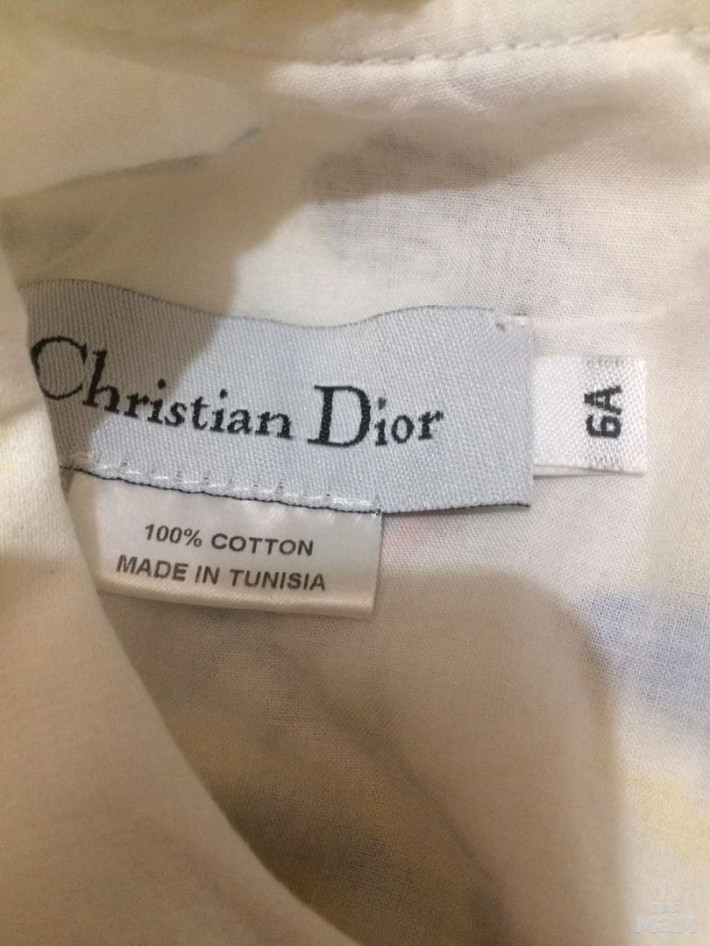 Christian Dior
6A
100% COTTON
MADE IN TUNISIA